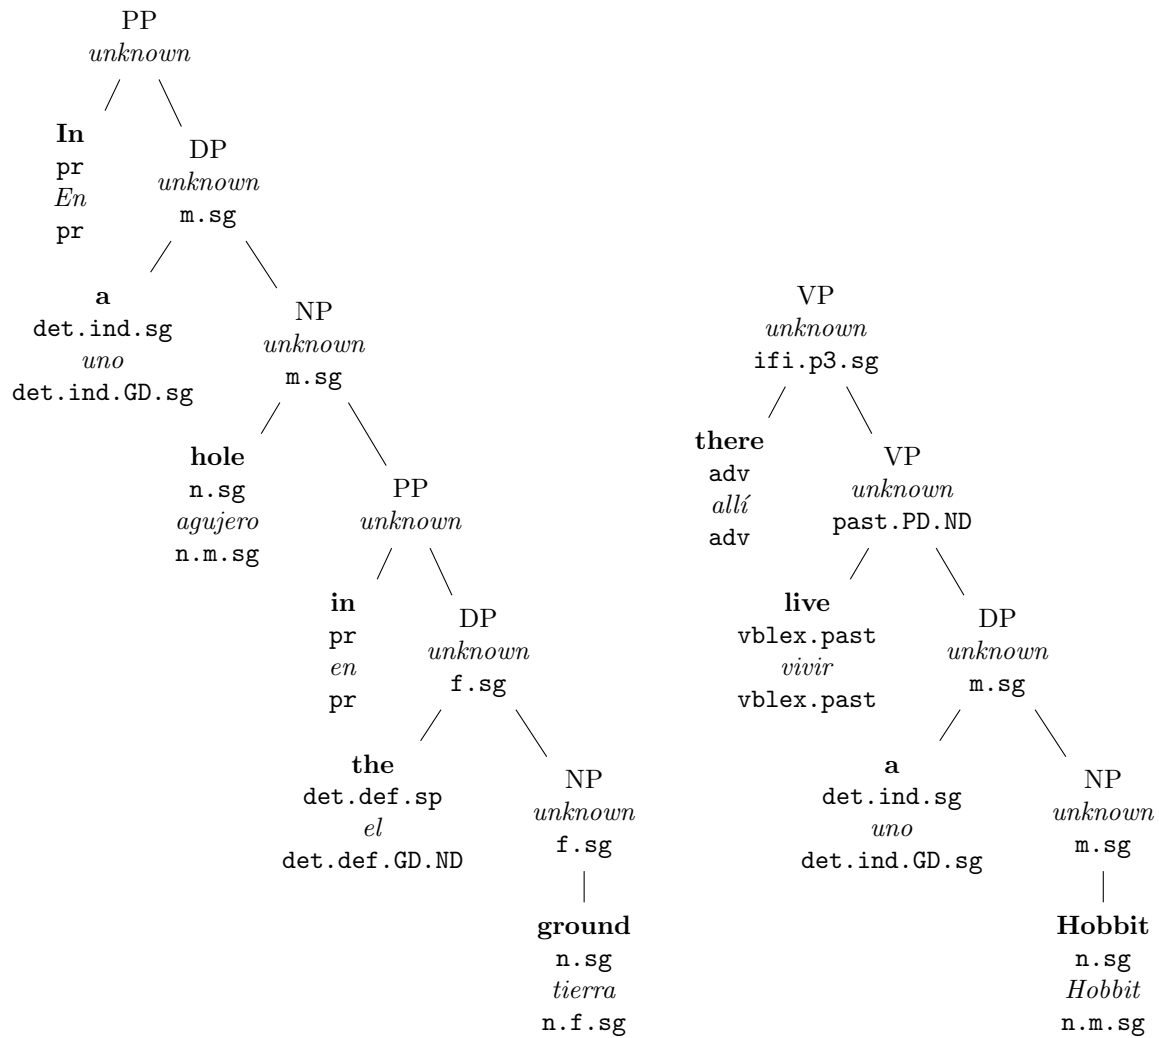 PP
unknown
In
pr
En
pr
DP
unknown
m.sg
a
det.ind.sg
uno
det.ind.GD.sg
NP
unknown
m.sg
hole
n.sg
agujero
n.m.sg
PP
unknown
in
pr
en
pr
DP
unknown
f.sg
the
det.def.sp
el
det.def.GD.ND
NP
unknown
f.sg
ground
n.sg
tierra
n.f.sg
VP
unknown
ifi.p3.sg
there
adv
allí
adv
VP
unknown
past.PD.ND
live
vblex.past
vivir
vblex.past
DP
unknown
m.sg
a
det.ind.sg
uno
det.ind.GD.sg
NP
unknown
m.sg
Hobbit
n.sg
Hobbit
n.m.sg